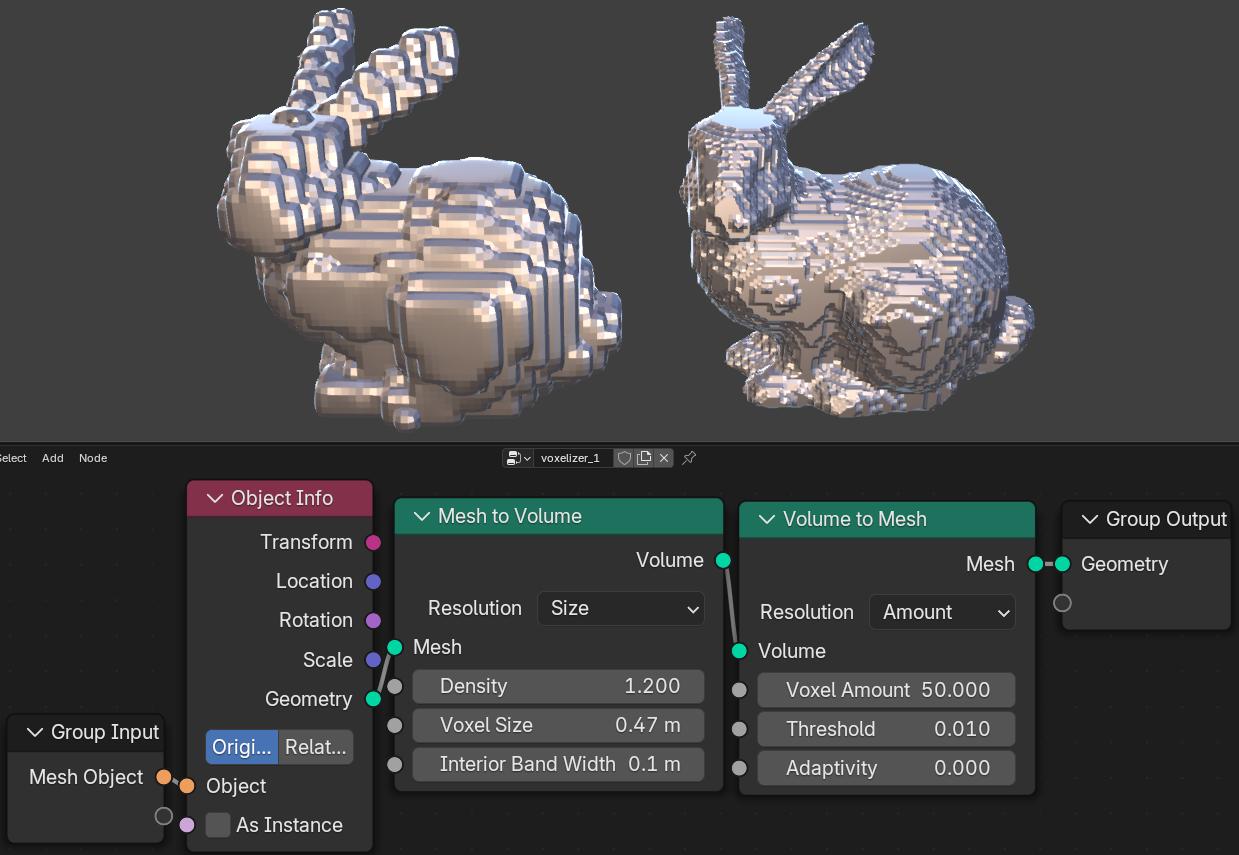 Select Add Node
voxelizer_1
Group Input
Mesh Object
Object Info
Transform
Location
Rotation
Scale
Geometry
Origi... Relat...
Object
As Instance
Mesh to Volume
Volume
Resolution Size
Mesh
Density 1.200
Voxel Size 0.47 m
Interior Band Width 0.1 m
Volume to Mesh
Mesh
Resolution Amount
Volume
Voxel Amount 50.000
Threshold 0.010
Adaptivity 0.000
Group Output
Geometry